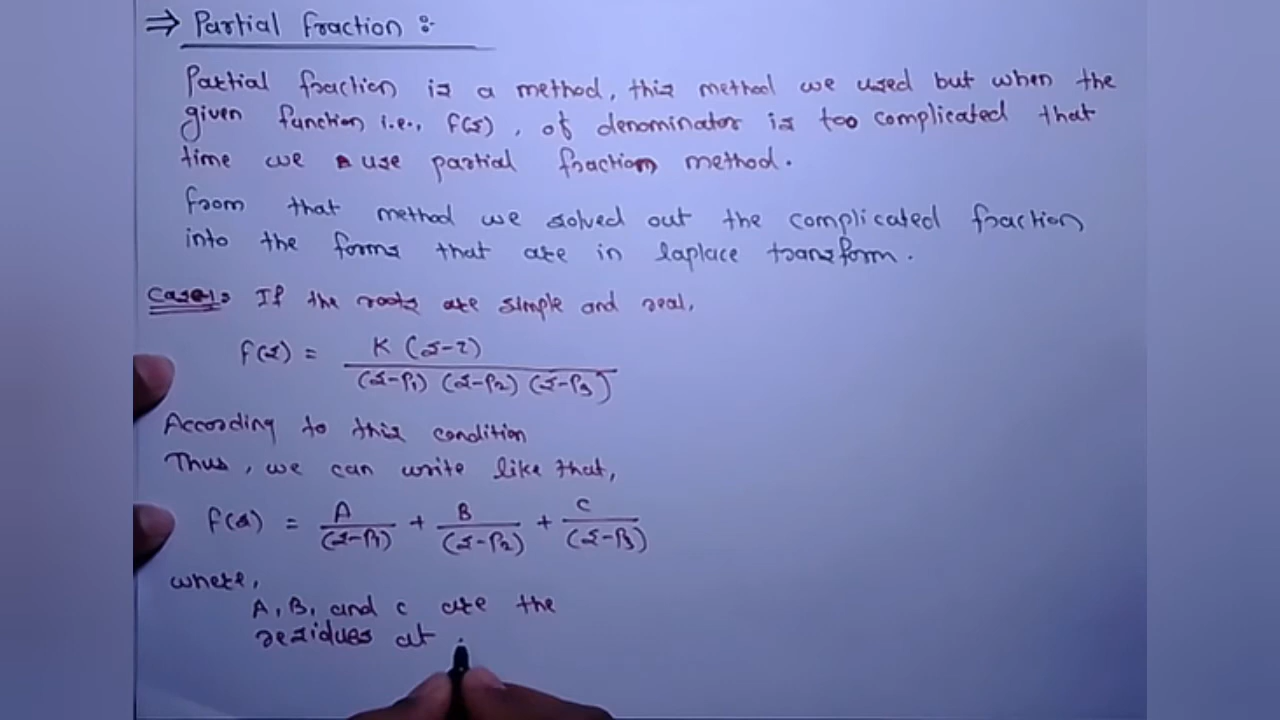 ⇒ Partial fraction :-
Partial fraction is a method, this method we used but when the
given function i.e., F(s), of denominator is too complicated that
time we use partial fraction method.
from that method we solved out the complicated fraction
into the forms that are in laplace transform.
Case1: If the roots are simple and real,
F(s) = K (s-z) / (s-P1) (s-P2) (s-P3)
According to this condition
Thus, we can write like that,
F(s) = A/(s-P1) + B/(s-P2) + C/(s-P3)
where,
A, B, and C are the
residues at